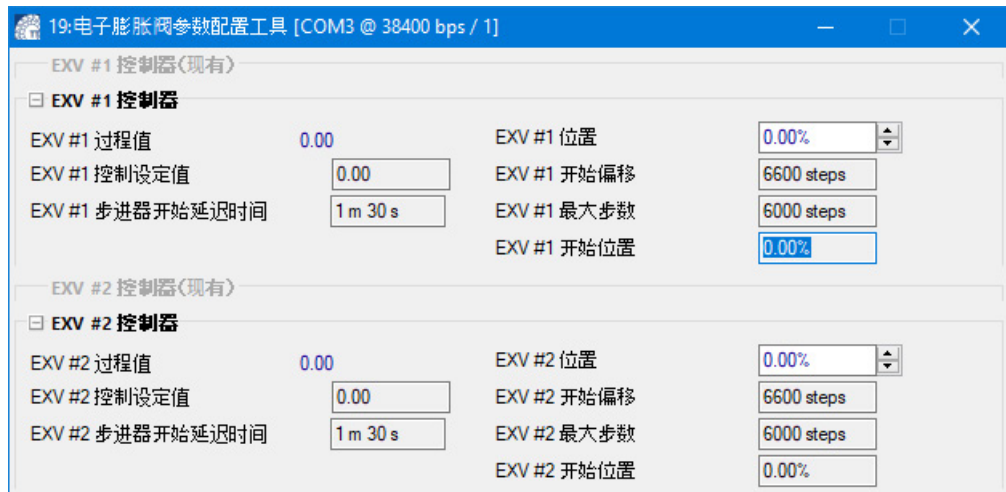 19:电子膨胀阀参数配置工具 [COM3 @ 38400 bps / 1]
EXV #1 控制器(现有)
EXV #1 控制器
EXV #1 过程值 0.00 EXV #1 位置 0.00%
EXV #1 控制设定值 0.00 EXV #1 开始偏移 6600 steps
EXV #1 步进器开始延迟时间 1 m 30 s EXV #1 最大步数 6000 steps
EXV #1 开始位置 0.00%
EXV #2 控制器(现有)
EXV #2 控制器
EXV #2 过程值 0.00 EXV #2 位置 0.00%
EXV #2 控制设定值 0.00 EXV #2 开始偏移 6600 steps
EXV #2 步进器开始延迟时间 1 m 30 s EXV #2 最大步数 6000 steps
EXV #2 开始位置 0.00%